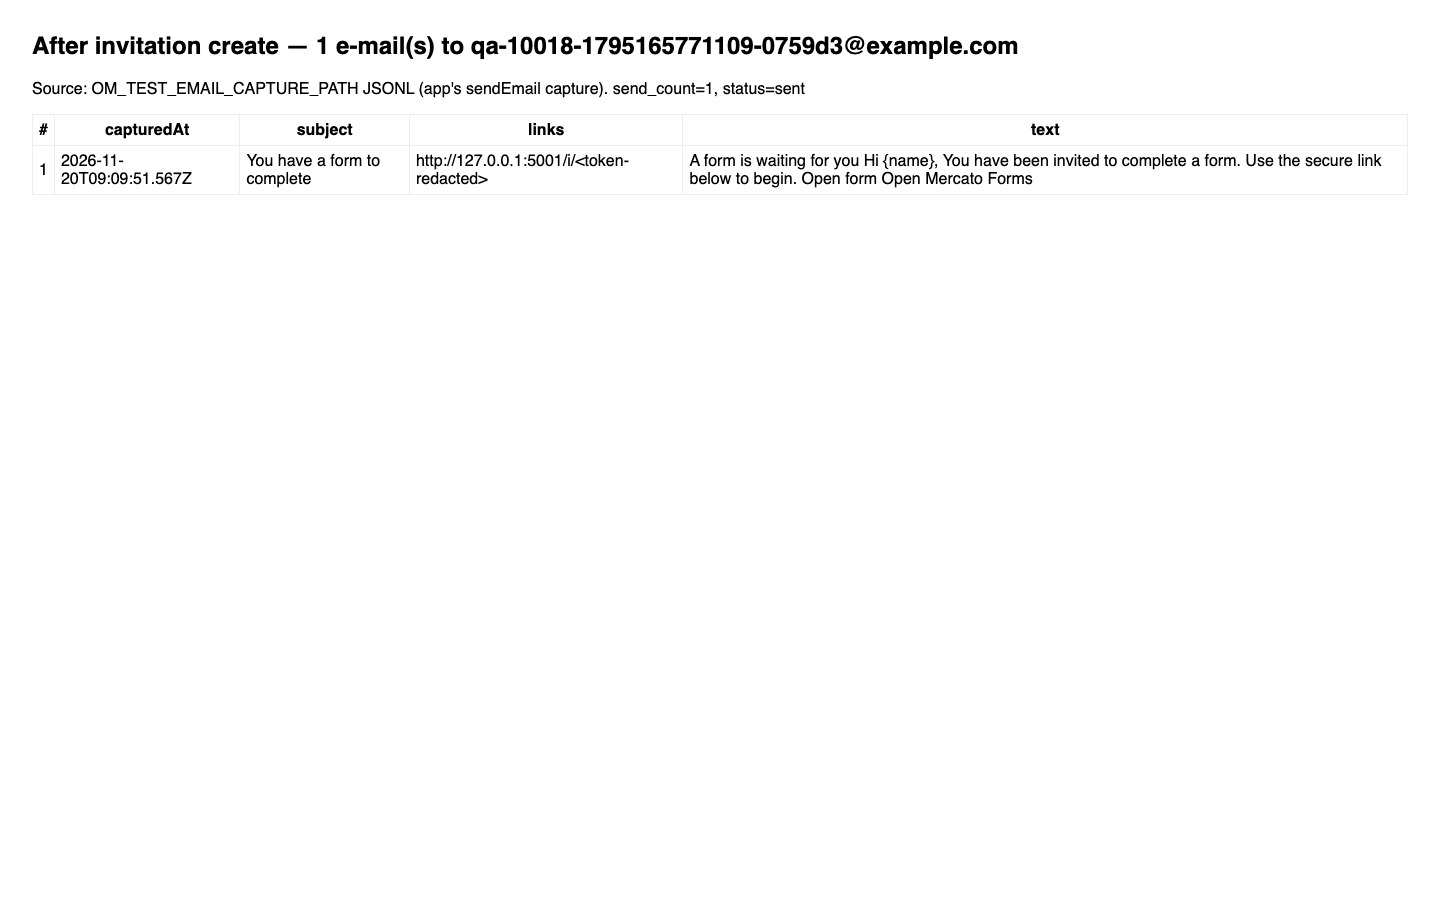 After invitation create — 1 e-mail(s) to qa-10018-1795165771109-0759d3@example.com
Source: OM_TEST_EMAIL_CAPTURE_PATH JSONL (app's sendEmail capture). send_count=1, status=sent
# capturedAt subject links text
1 2026-11-20T09:09:51.567Z You have a form to complete http://127.0.0.1:5001/i/<token-redacted> A form is waiting for you Hi {name}, You have been invited to complete a form. Use the secure link below to begin. Open form Open Mercato Forms